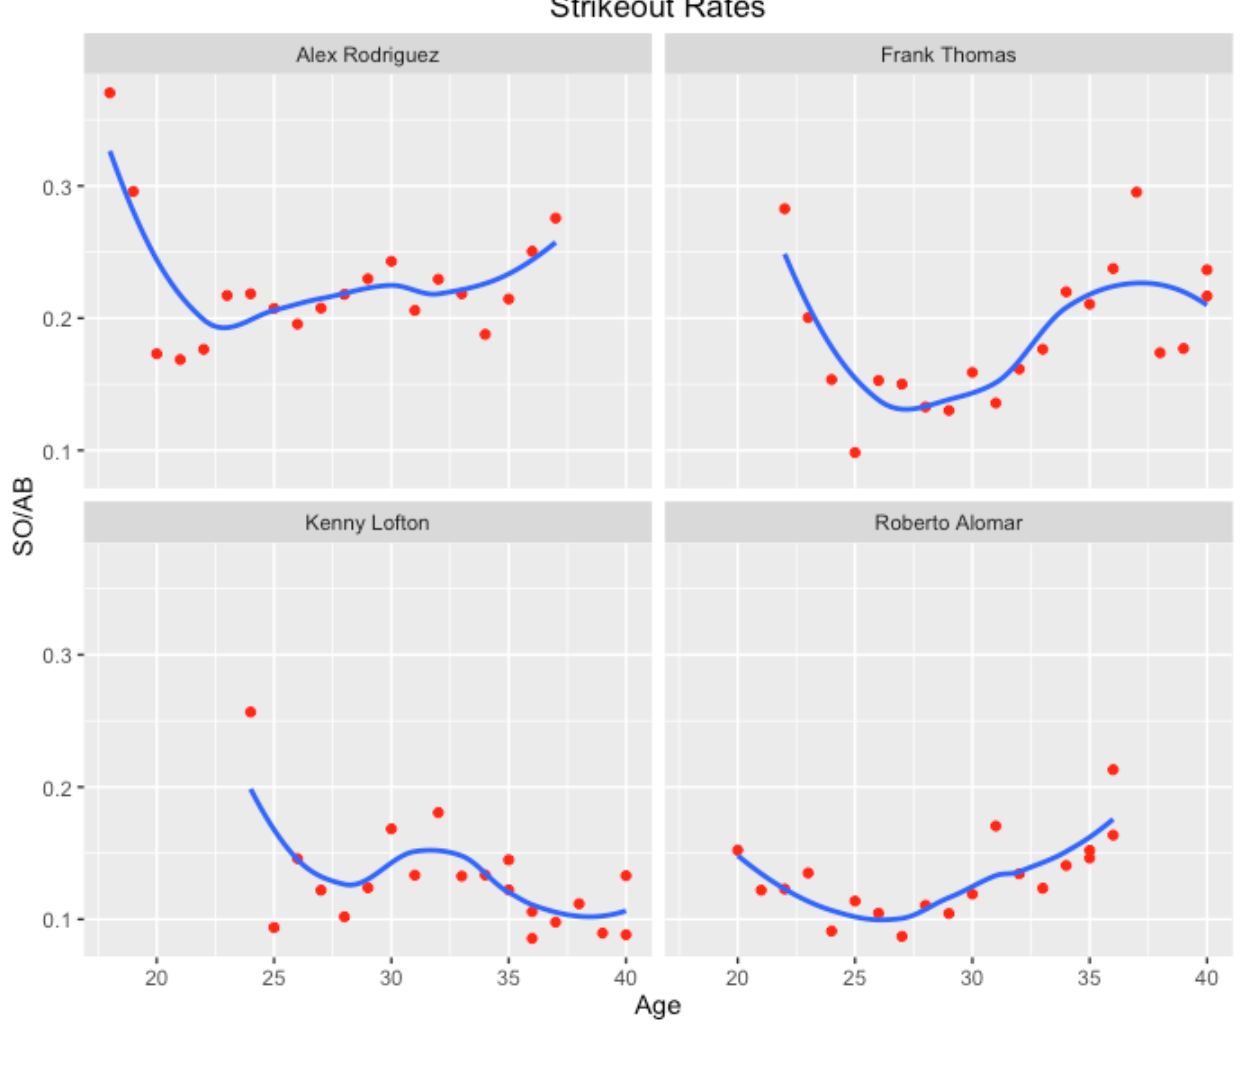 Strikeout Rates
Alex Rodriguez
Frank Thomas
0.3
0.2
0.1
SO/AB
Kenny Lofton
Roberto Alomar
0.3
0.2
0.1
20 25 30 35 40
20 25 30 35 40
Age